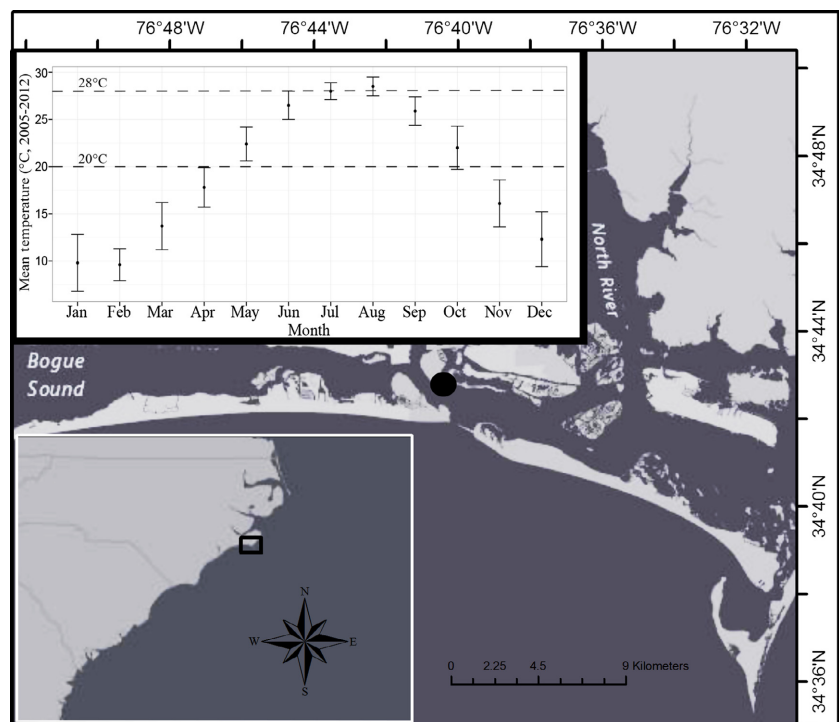 76°48'W 76°44'W 76°40'W 76°36'W 76°32'W
Mean temperature (°C, 2005-2012)
30
25
20
15
10
28°C
20°C
Jan Feb Mar Apr May Jun Jul Aug Sep Oct Nov Dec
Month
34°48'N
34°44'N
34°40'N
34°36'N
North River
Bogue
Sound
N
W E
S
0 2.25 4.5 9 Kilometers